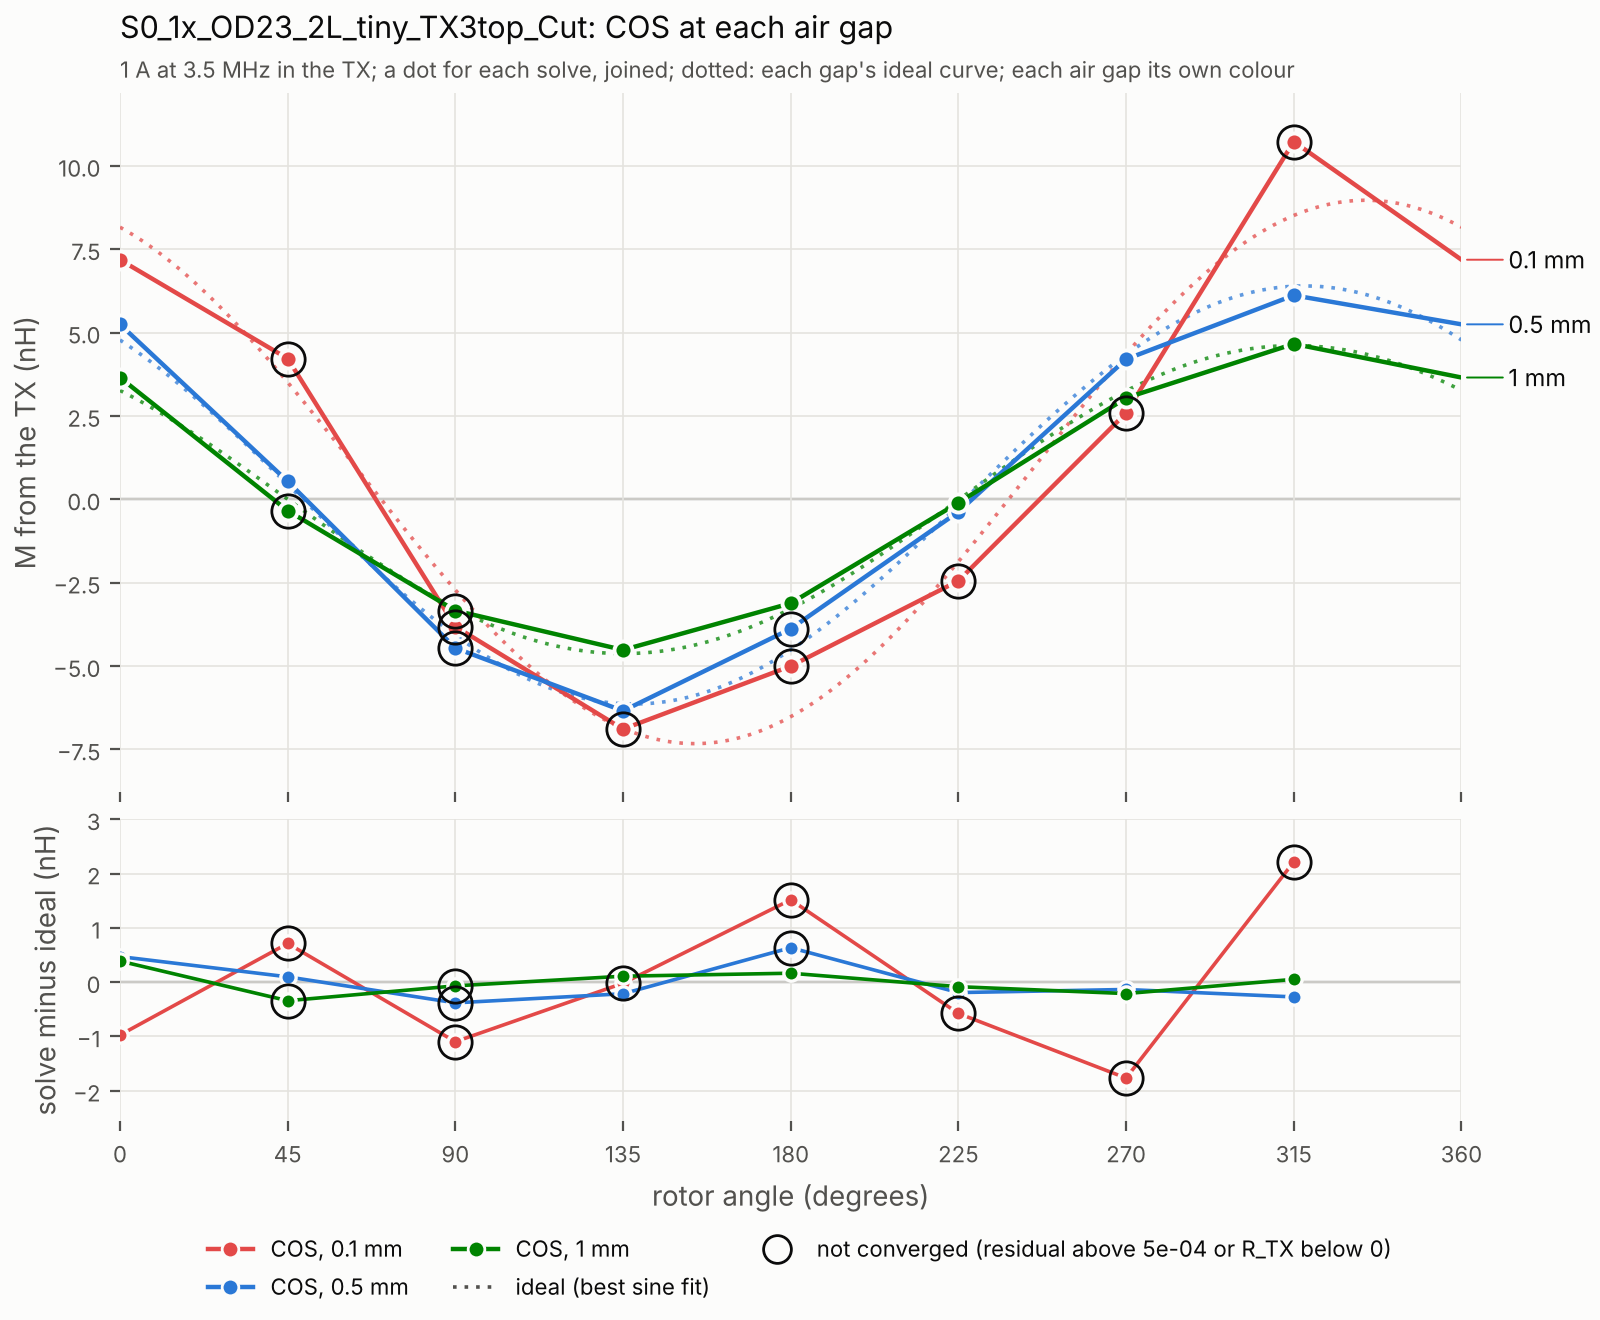 S0_1x_OD23_2L_tiny_TX3top_Cut: COS at each air gap
1 A at 3.5 MHz in the TX; a dot for each solve, joined; dotted: each gap's ideal curve; each air gap its own colour
M from the TX (nH)
10.0
7.5
5.0
2.5
0.0
−2.5
−5.0
−7.5
0.1 mm
0.5 mm
1 mm
solve minus ideal (nH)
3
2
1
0
−1
−2
0 45 90 135 180 225 270 315 360
rotor angle (degrees)
COS, 0.1 mm
COS, 0.5 mm
COS, 1 mm
ideal (best sine fit)
not converged (residual above 5e-04 or R_TX below 0)